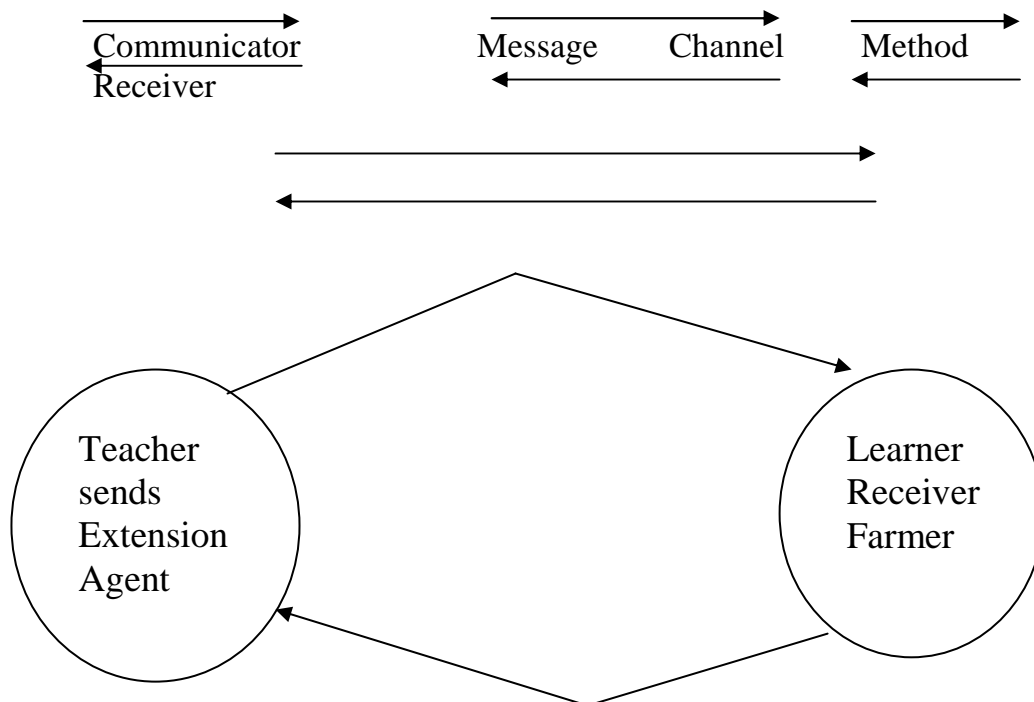 Communicator Message Channel Method
Receiver
Teacher
sends
Extension
Agent
Learner
Receiver
Farmer